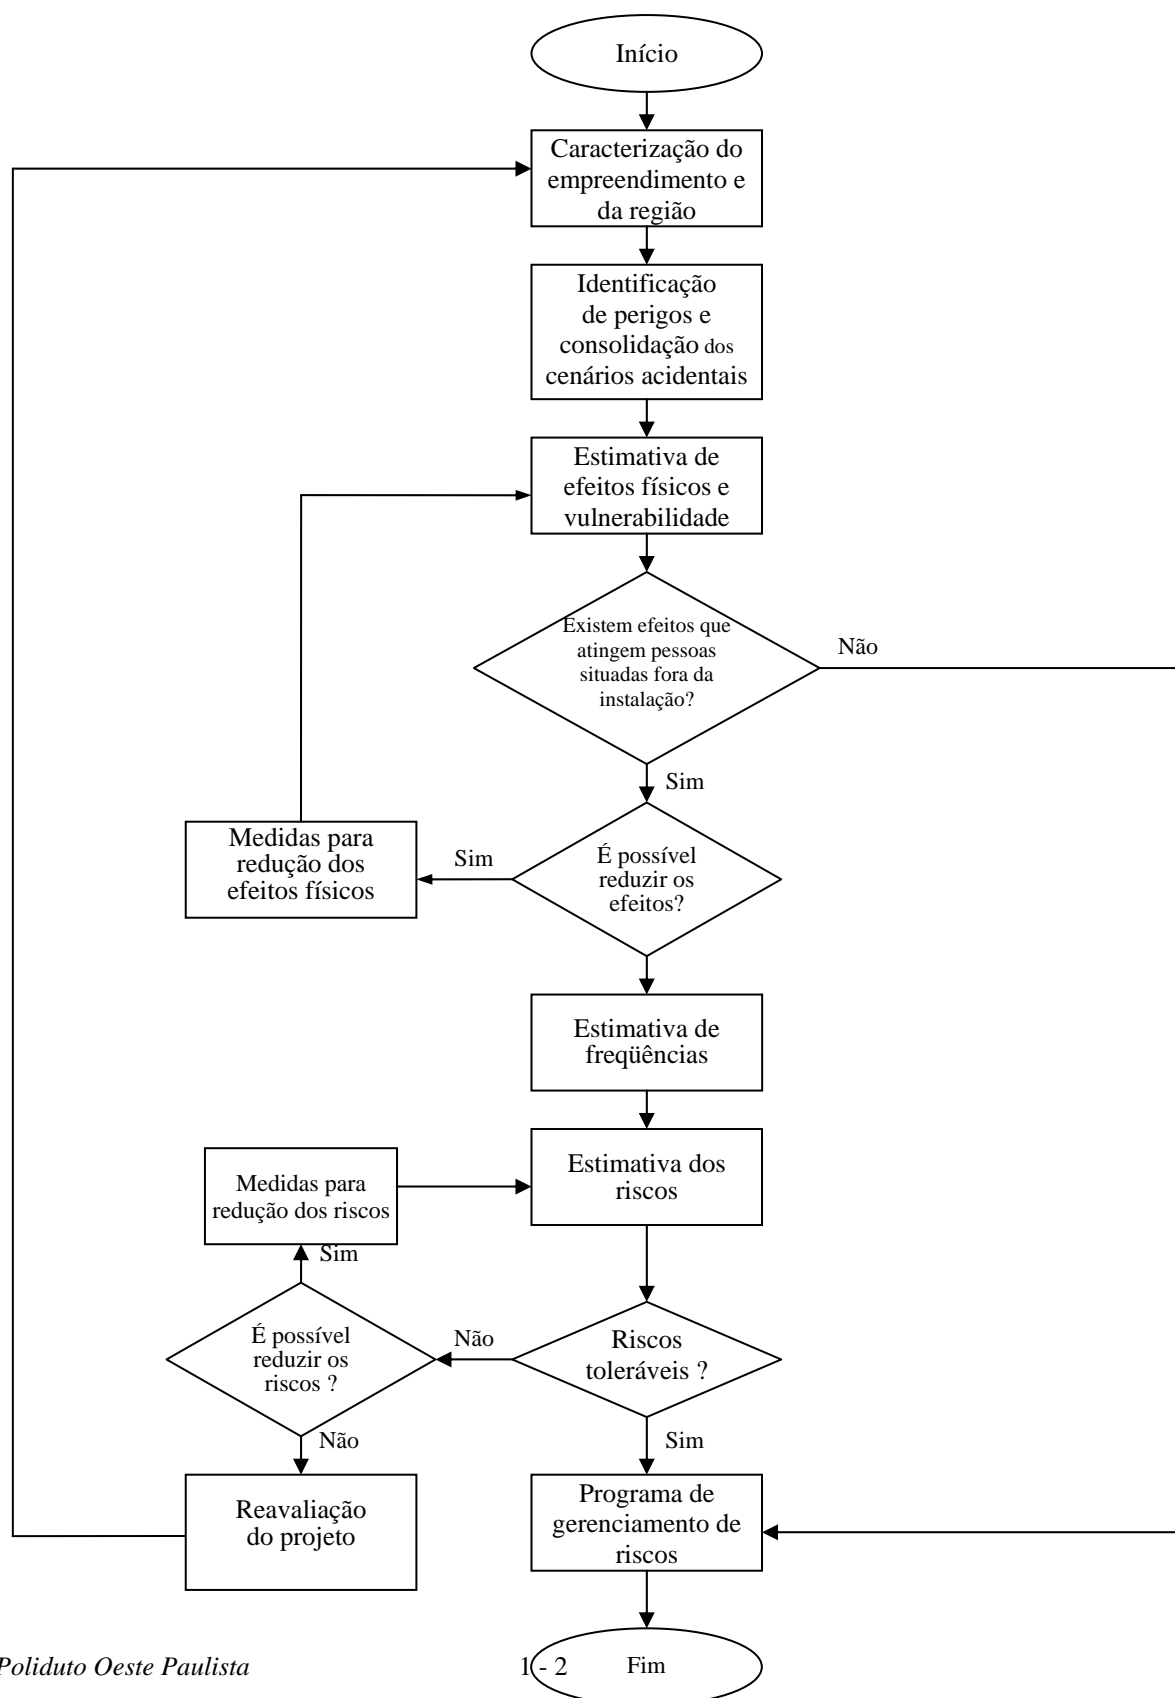 Início
Caracterização do
empreendimento e
da região
Identificação
de perigos e
consolidação dos
cenários acidentais
Estimativa de
efeitos físicos e
vulnerabilidade
Existem efeitos que
atingem pessoas
situadas fora da
instalação?
Não
Sim
É possível
reduzir os
efeitos?
Sim
Medidas para
redução dos
efeitos físicos
Estimativa de
freqüências
Estimativa dos
riscos
Medidas para
redução dos riscos
Sim
É possível
reduzir os
riscos ?
Não
Riscos
toleráveis ?
Não
Sim
Reavaliação
do projeto
Programa de
gerenciamento de
riscos
Fim
Poliduto Oeste Paulista
1 - 2